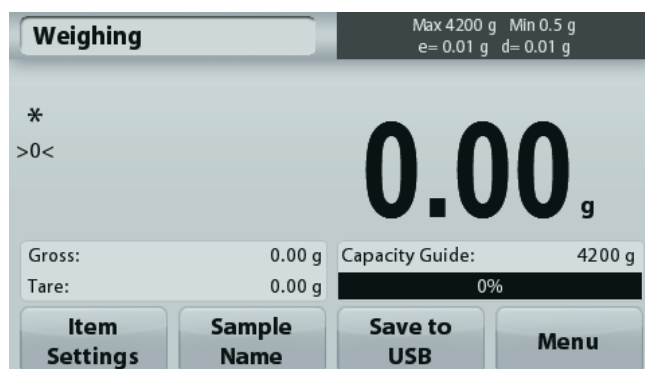 Weighing
Max 4200 g Min 0.5 g
e= 0.01 g d= 0.01 g
*
>0<
0.00 g
Gross: 0.00 g
Tare: 0.00 g
Capacity Guide: 4200 g
0%
Item
Settings
Sample
Name
Save to
USB
Menu